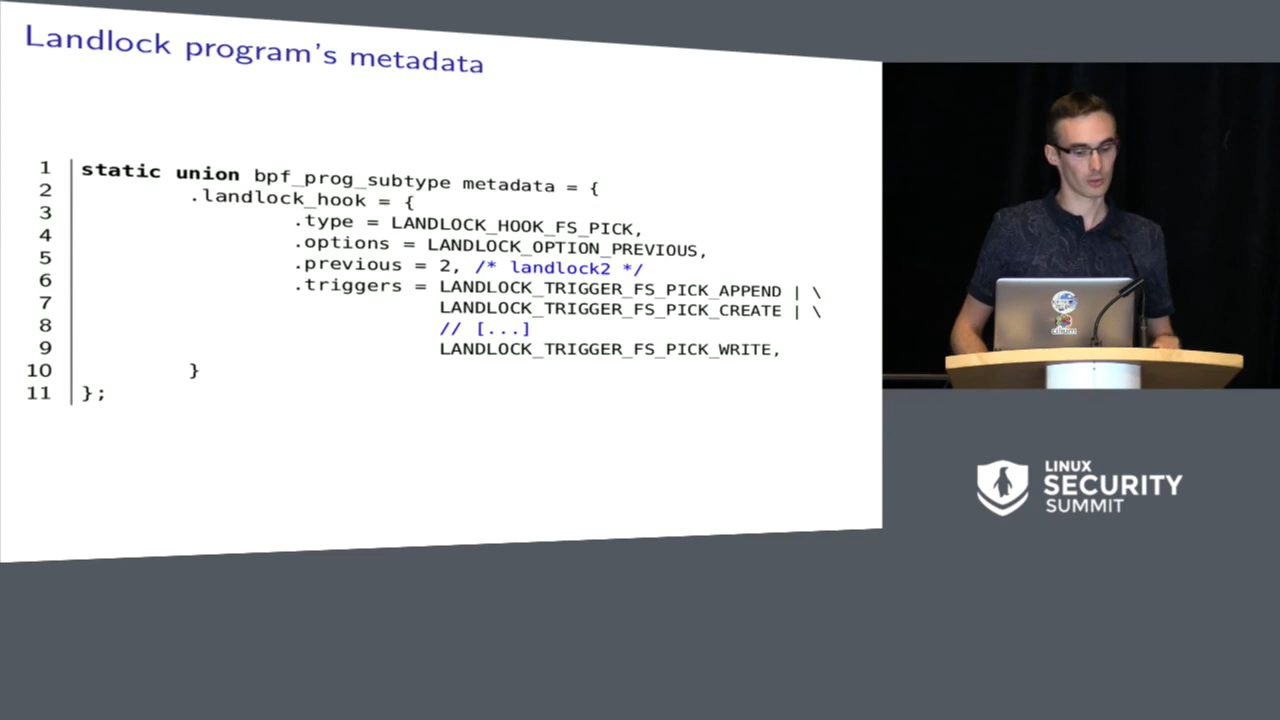 Landlock program's metadata
1 static union bpf_prog_subtype metadata = {
2 .landlock_hook = {
3 .type = LANDLOCK_HOOK_FS_PICK,
4 .options = LANDLOCK_OPTION_PREVIOUS,
5 .previous = 2, /* landlock2 */
6 .triggers = LANDLOCK_TRIGGER_FS_PICK_APPEND | \
7 LANDLOCK_TRIGGER_FS_PICK_CREATE | \
8 // [...]
9 LANDLOCK_TRIGGER_FS_PICK_WRITE,
10 }
11 };
LINUX
SECURITY
SUMMIT